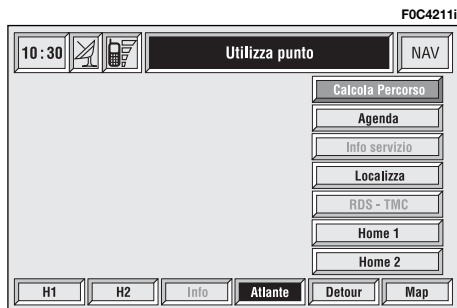 F0C4211i
10:30 Utilizza punto NAV
Calcola Percorso
Agenda
Info servizio
Localizza
RDS - TMC
Home 1
Home 2
H1 H2 Info Atlante Detour Map